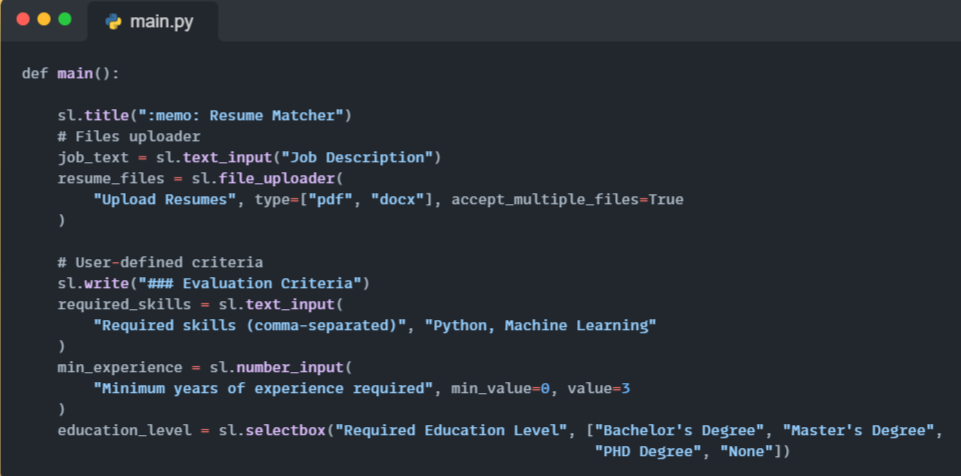 main.py
def main():
sl.title(":memo: Resume Matcher")
# Files uploader
job_text = sl.text_input("Job Description")
resume_files = sl.file_uploader(
"Upload Resumes", type=["pdf", "docx"], accept_multiple_files=True
)
# User-defined criteria
sl.write("### Evaluation Criteria")
required_skills = sl.text_input(
"Required skills (comma-separated)", "Python, Machine Learning"
)
min_experience = sl.number_input(
"Minimum years of experience required", min_value=0, value=3
)
education_level = sl.selectbox("Required Education Level", ["Bachelor's Degree", "Master's Degree",
"PHD Degree", "None"])